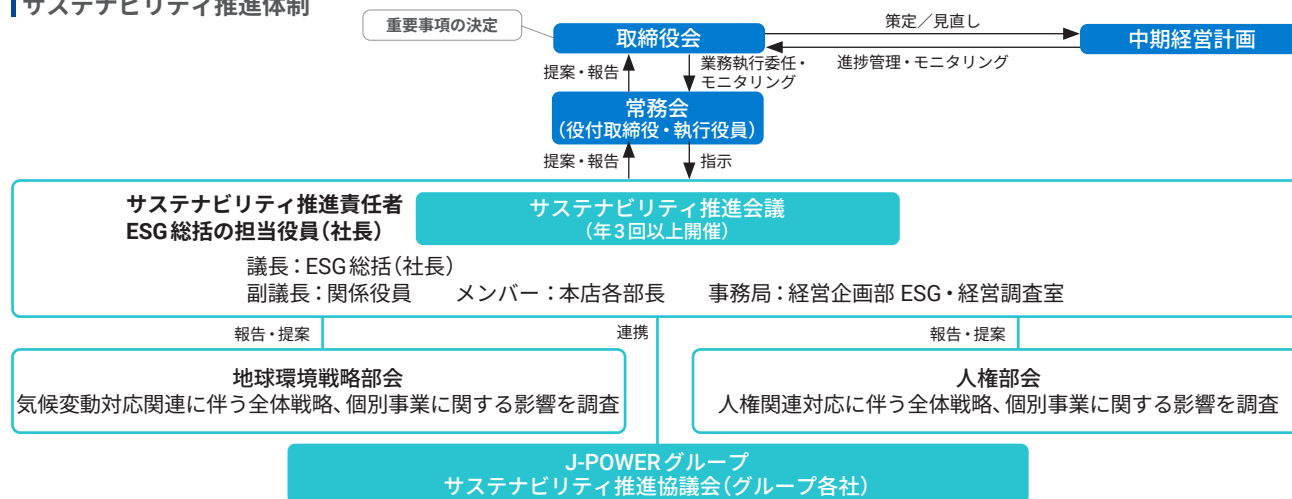 サステナビリティ推進体制
重要事項の決定
取締役会
策定／見直し
中期経営計画
進捗管理・モニタリング
提案・報告
業務執行委任・
モニタリング
常務会
（役付取締役・執行役員）
提案・報告
指示
サステナビリティ推進責任者
ESG総括の担当役員（社長）
サステナビリティ推進会議
（年3回以上開催）
議長：ESG総括（社長）
副議長：関係役員　メンバー：本店各部長　事務局：経営企画部 ESG・経営調査室
報告・提案
連携
報告・提案
地球環境戦略部会
気候変動対応関連に伴う全体戦略、個別事業に関する影響を調査
人権部会
人権関連対応に伴う全体戦略、個別事業に関する影響を調査
J-POWERグループ
サステナビリティ推進協議会（グループ各社）